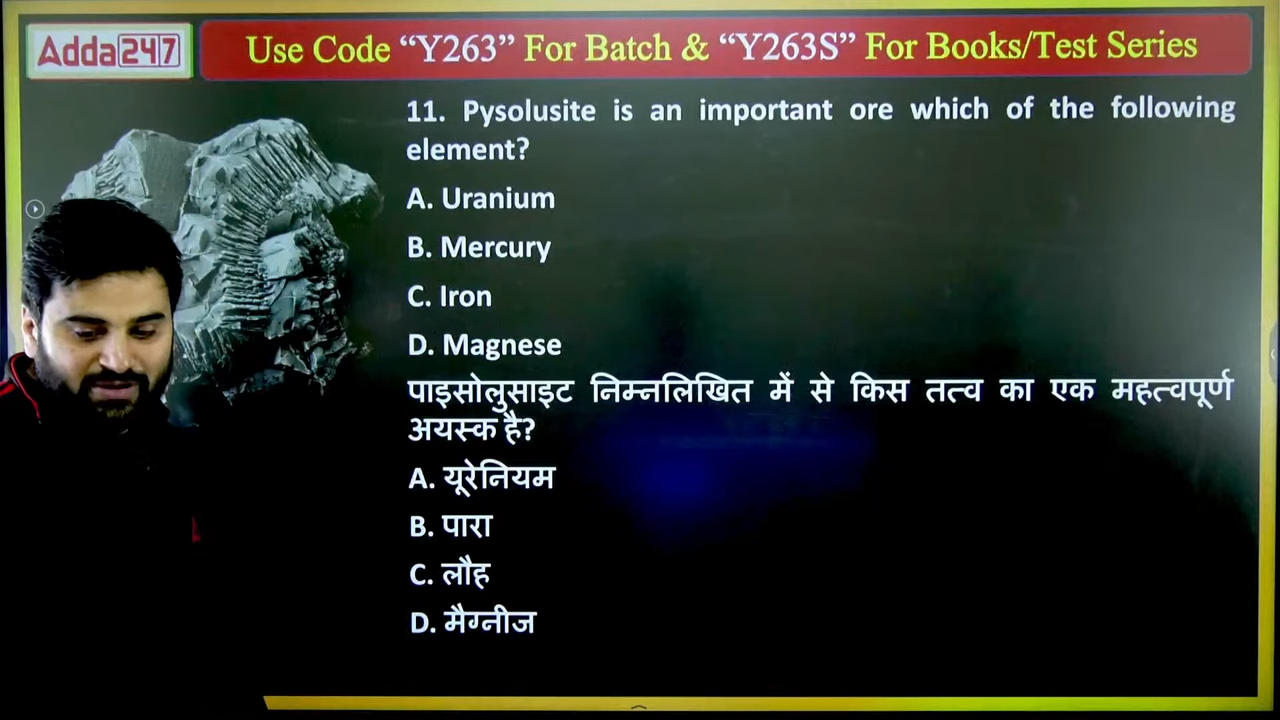 Adda247
Use Code “Y263” For Batch & “Y263S” For Books/Test Series
11. Pysolusite is an important ore which of the following
element?
A. Uranium
B. Mercury
C. Iron
D. Magnese
पाइसोलुसाइट निम्नलिखित में से किस तत्व का एक महत्वपूर्ण
अयस्क है?
A. यूरेनियम
B. पारा
C. लौह
D. मैग्नीज